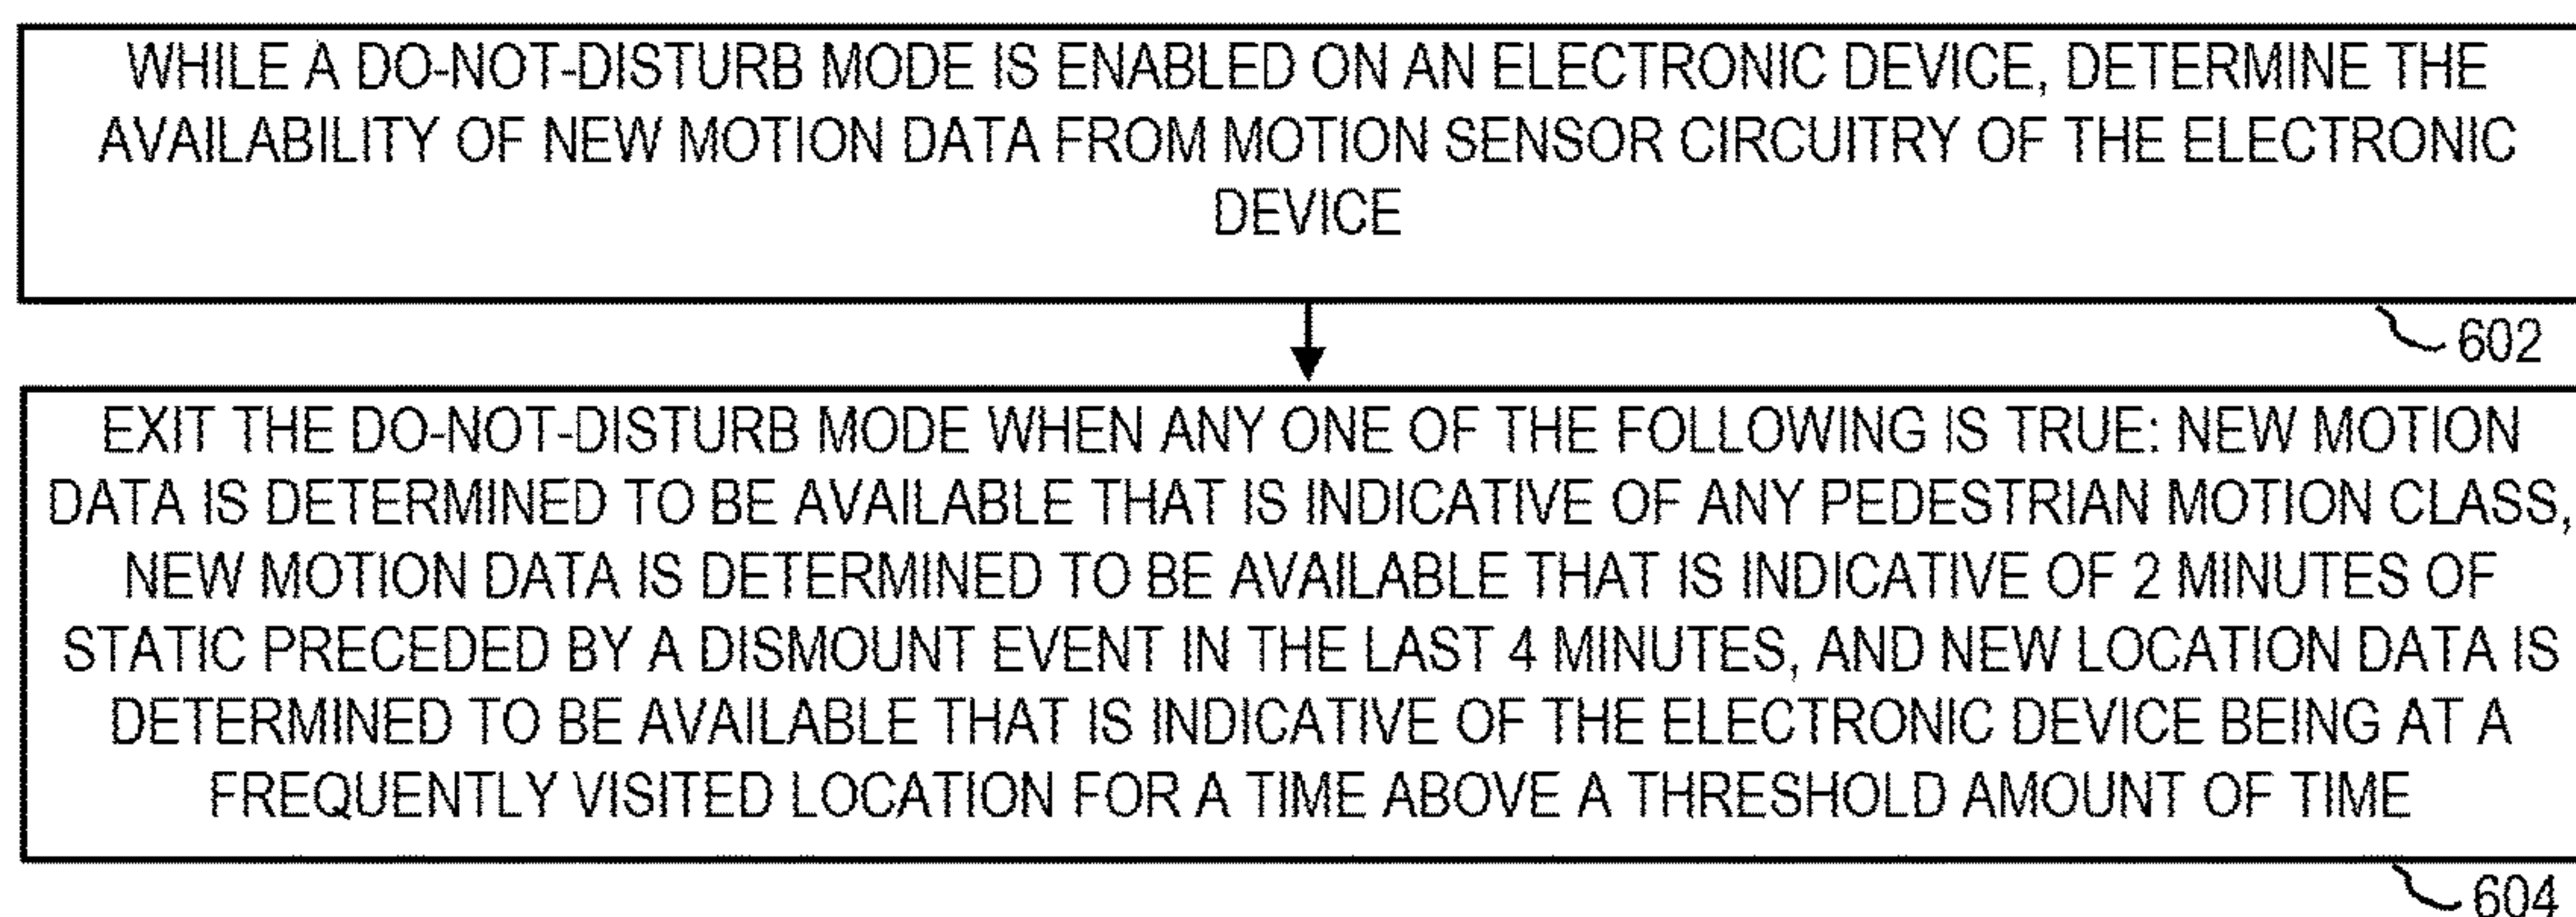 WHILE A DO-NOT-DISTURB MODE IS ENABLED ON AN ELECTRONIC DEVICE, DETERMINE THE
AVAILABILITY OF NEW MOTION DATA FROM MOTION SENSOR CIRCUITRY OF THE ELECTRONIC
DEVICE
602
EXIT THE DO-NOT-DISTURB MODE WHEN ANY ONE OF THE FOLLOWING IS TRUE: NEW MOTION
DATA IS DETERMINED TO BE AVAILABLE THAT IS INDICATIVE OF ANY PEDESTRIAN MOTION CLASS,
NEW MOTION DATA IS DETERMINED TO BE AVAILABLE THAT IS INDICATIVE OF 2 MINUTES OF
STATIC PRECEDED BY A DISMOUNT EVENT IN THE LAST 4 MINUTES, AND NEW LOCATION DATA IS
DETERMINED TO BE AVAILABLE THAT IS INDICATIVE OF THE ELECTRONIC DEVICE BEING AT A
FREQUENTLY VISITED LOCATION FOR A TIME ABOVE A THRESHOLD AMOUNT OF TIME
604